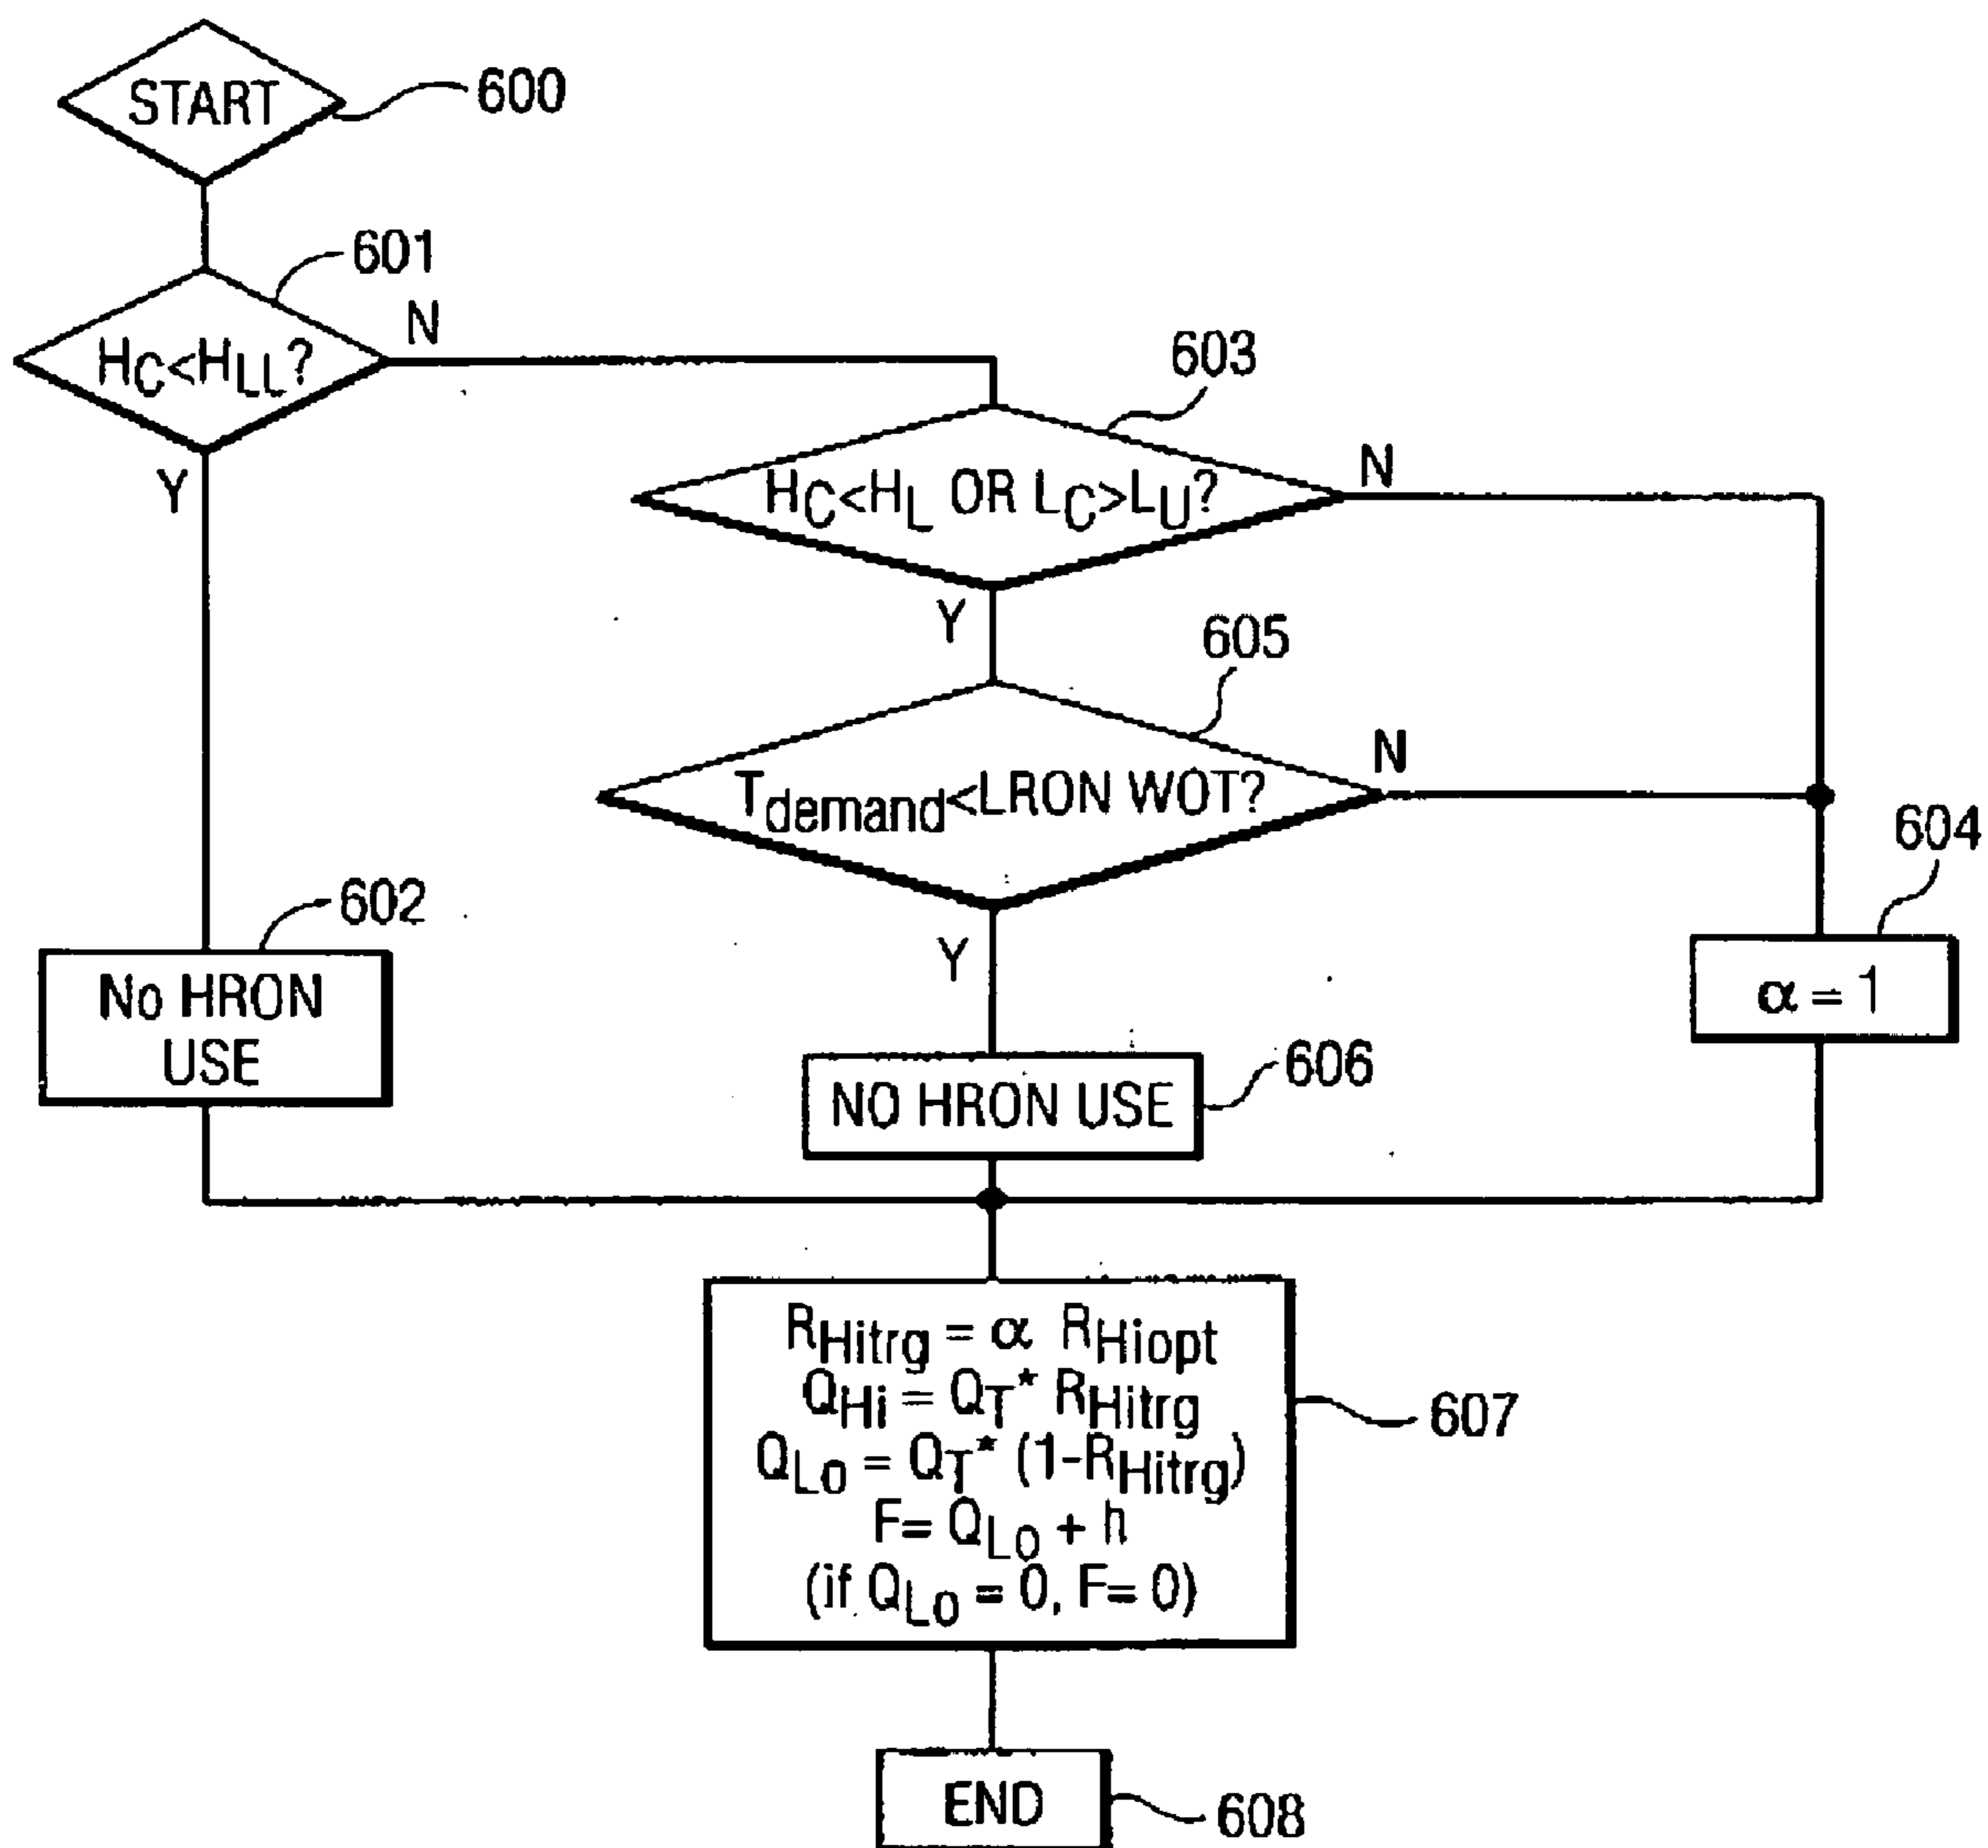 START
600
601
N
HC<HLL?
Y
603
HC<HL OR LC>LU?
N
Y
605
Tdemand<LRON WOT?
N
Y
604
α = 1
602
No HRON
USE
606
NO HRON USE
RHitrg = α RHiopt
QHi = QT* RHitrg
QLo = QT* (1-RHitrg)
F= QLo + h
(if QLo = 0, F= 0)
607
END
608